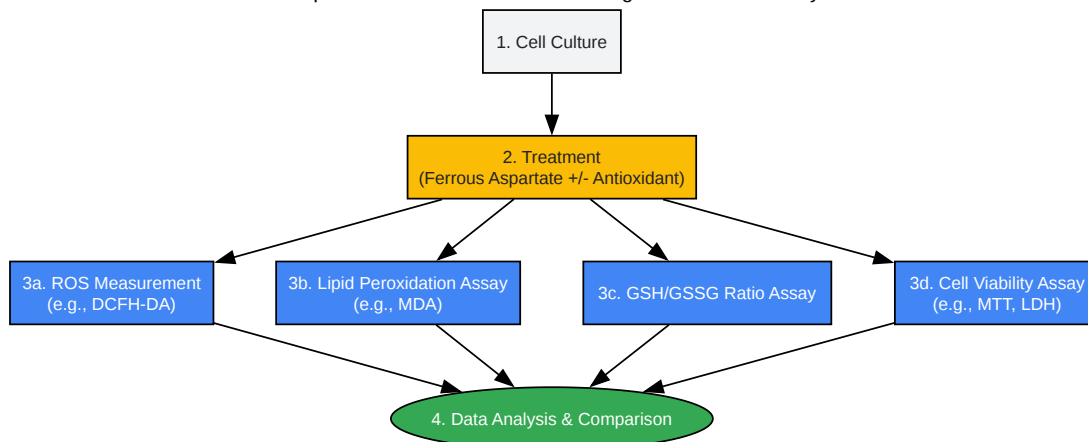 1. Cell Culture
2. Treatment
(Ferrous Aspartate +/- Antioxidant)
3a. ROS Measurement
(e.g., DCFH-DA)
3b. Lipid Peroxidation Assay
(e.g., MDA)
3c. GSH/GSSG Ratio Assay
3d. Cell Viability Assay
(e.g., MTT, LDH)
4. Data Analysis & Comparison